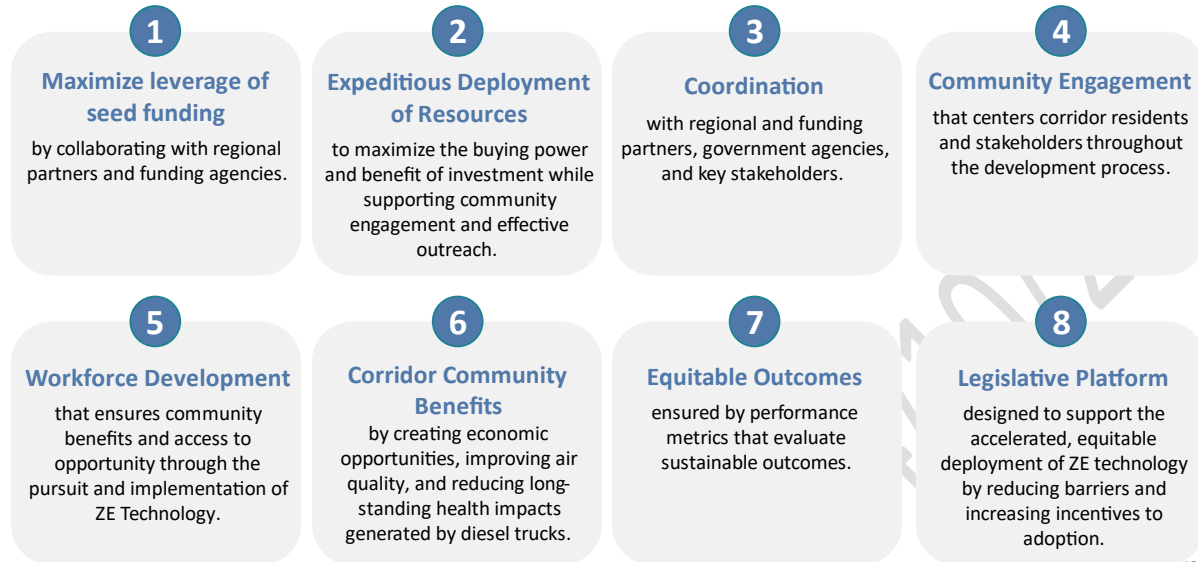 1
Maximize leverage of
seed funding
by collaborating with regional
partners and funding agencies.
2
Expeditious Deployment
of Resources
to maximize the buying power
and benefit of investment while
supporting community
engagement and effective
outreach.
3
Coordination
with regional and funding
partners, government agencies,
and key stakeholders.
4
Community Engagement
that centers corridor residents
and stakeholders throughout
the development process.
5
Workforce Development
that ensures community
benefits and access to
opportunity through the
pursuit and implementation of
ZE Technology.
6
Corridor Community
Benefits
by creating economic
opportunities, improving air
quality, and reducing long-
standing health impacts
generated by diesel trucks.
7
Equitable Outcomes
ensured by performance
metrics that evaluate
sustainable outcomes.
8
Legislative Platform
designed to support the
accelerated, equitable
deployment of ZE technology
by reducing barriers and
increasing incentives to
adoption.